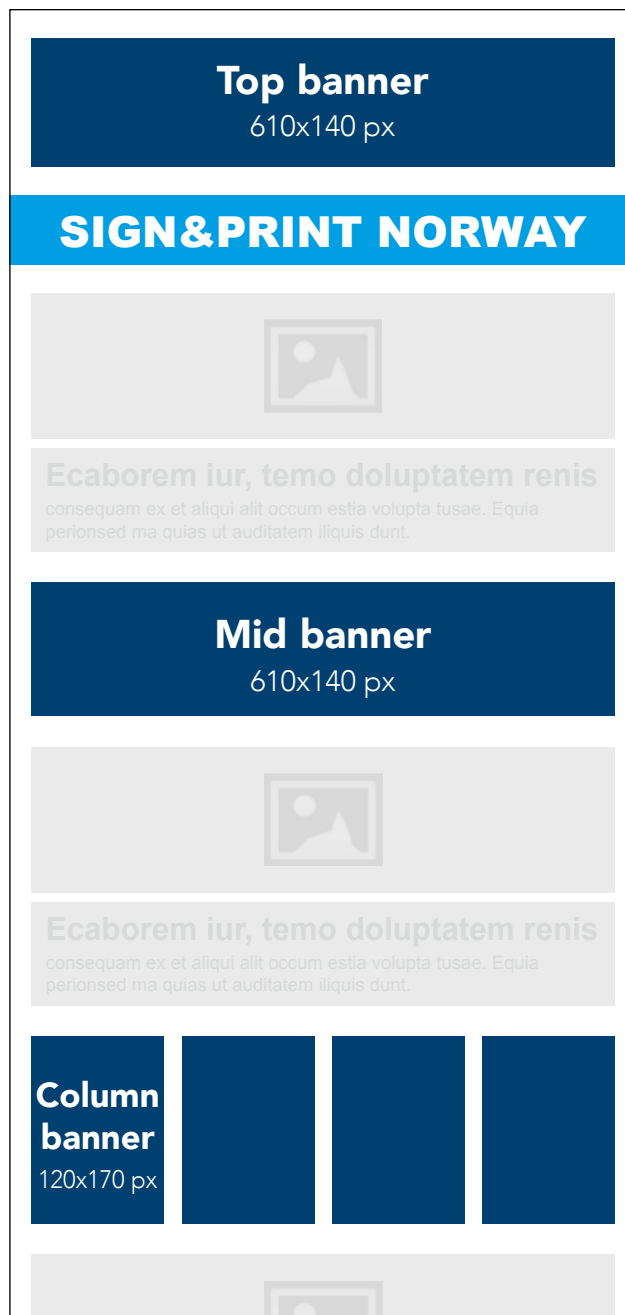 Top banner
610x140 px
SIGN&PRINT NORWAY
Ecaborem iur, temo doluptatem renis
consequam ex et aliqui alit occum estia volupta tusae. Equia
perionsed ma quias ut auditatem iliquis dunt.
Mid banner
610x140 px
Ecaborem iur, temo doluptatem renis
consequam ex et aliqui alit occum estia volupta tusae. Equia
perionsed ma quias ut auditatem iliquis dunt.
Column
banner
120x170 px